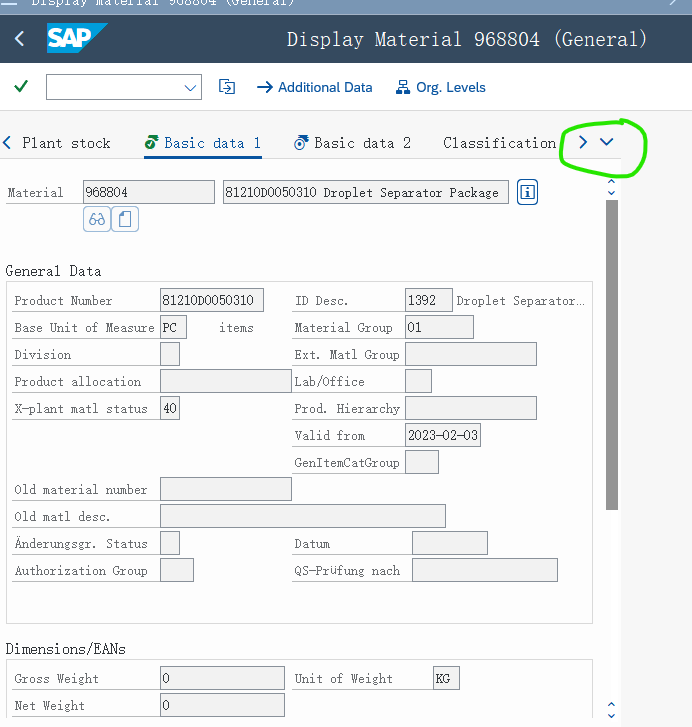 Display material 968804 (General)
SAP Display Material 968804 (General)
Additional Data Org. Levels
Plant stock Basic data 1 Basic data 2 Classification
Material 968804 81210D0050310 Droplet Separator Package
General Data
Product Number 81210D0050310 ID Desc. 1392 Droplet Separator...
Base Unit of Measure PC items Material Group 01
Division Ext. Matl Group
Product allocation Lab/Office
X-plant matl status 40 Prod. Hierarchy
Valid from 2023-02-03
GenItemCatGroup
Old material number
Old matl desc.
Änderungsgr. Status Datum
Authorization Group QS-Prüfung nach
Dimensions/EANs
Gross Weight 0 Unit of Weight KG
Net Weight 0